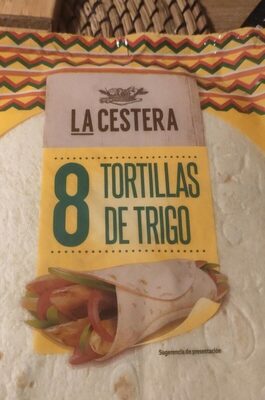 LA CESTERA
8 TORTILLAS
DE TRIGO
Sugerencia de presentación